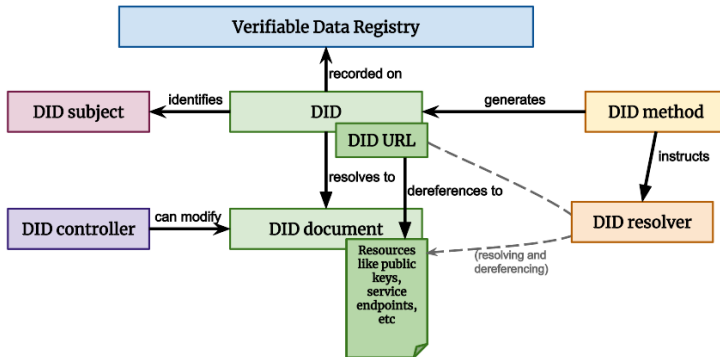 Verifiable Data Registry
recorded on
DID subject
identifies
DID
generates
DID method
DID URL
resolves to
dereferences to
instructs
DID controller
can modify
DID document
DID resolver
Resources
like public
keys,
service
endpoints,
etc
(resolving and
dereferencing)